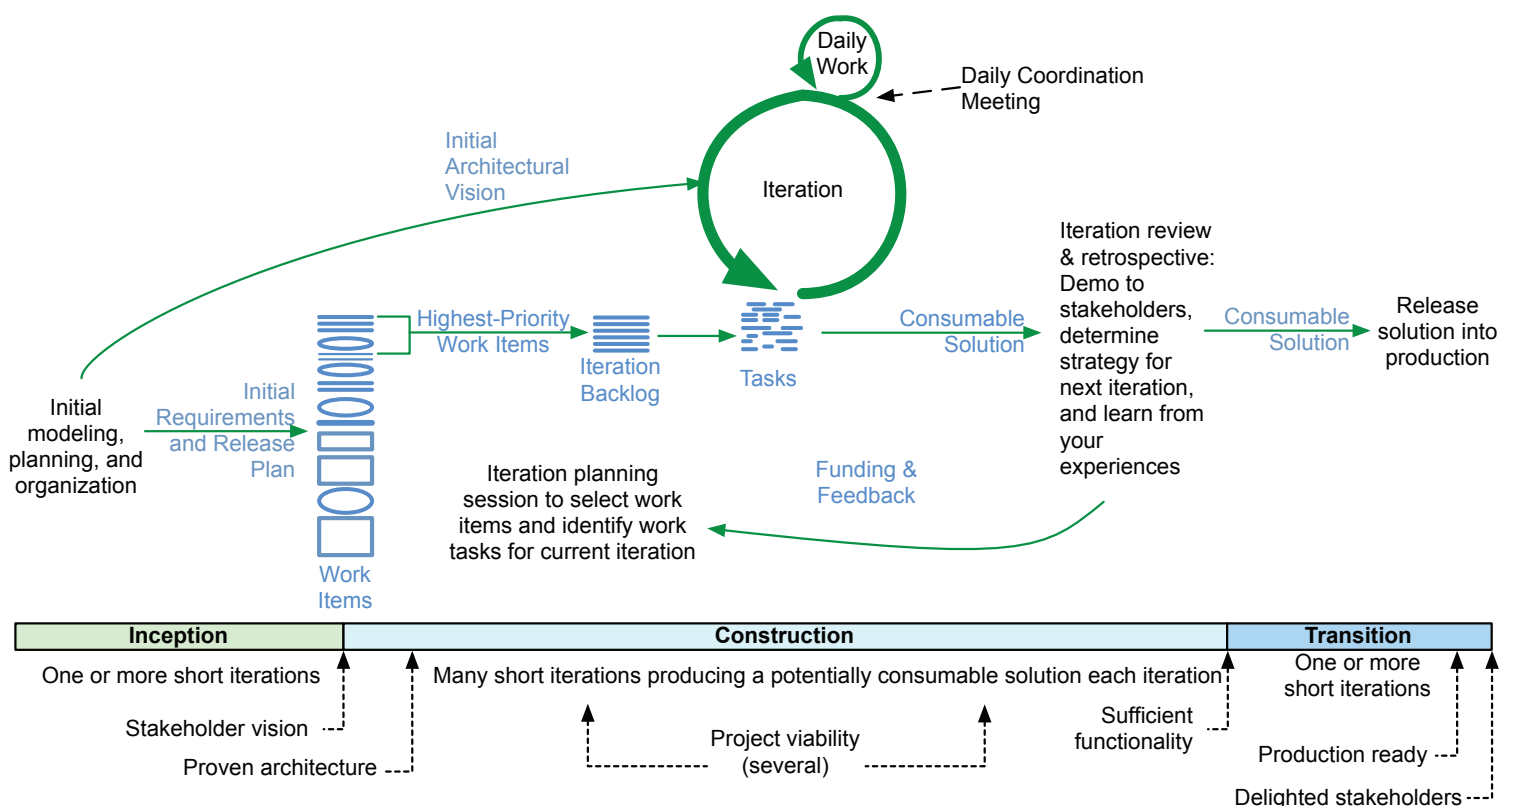 Daily
Work
Daily Coordination
Meeting
Initial
Architectural
Vision
Iteration
Iteration review
& retrospective:
Demo to
stakeholders,
determine
strategy for
next iteration,
and learn from
your
experiences
Highest-Priority
Work Items
Iteration
Backlog
Tasks
Consumable
Solution
Consumable
Solution
Release
solution into
production
Initial
modeling,
planning, and
organization
Initial
Requirements
and Release
Plan
Work
Items
Iteration planning
session to select work
items and identify work
tasks for current iteration
Funding &
Feedback
Inception
Construction
Transition
One or more short iterations
Many short iterations producing a potentially consumable solution each iteration
One or more
short iterations
Stakeholder vision
Proven architecture
Project viability
(several)
Sufficient
functionality
Production ready
Delighted stakeholders